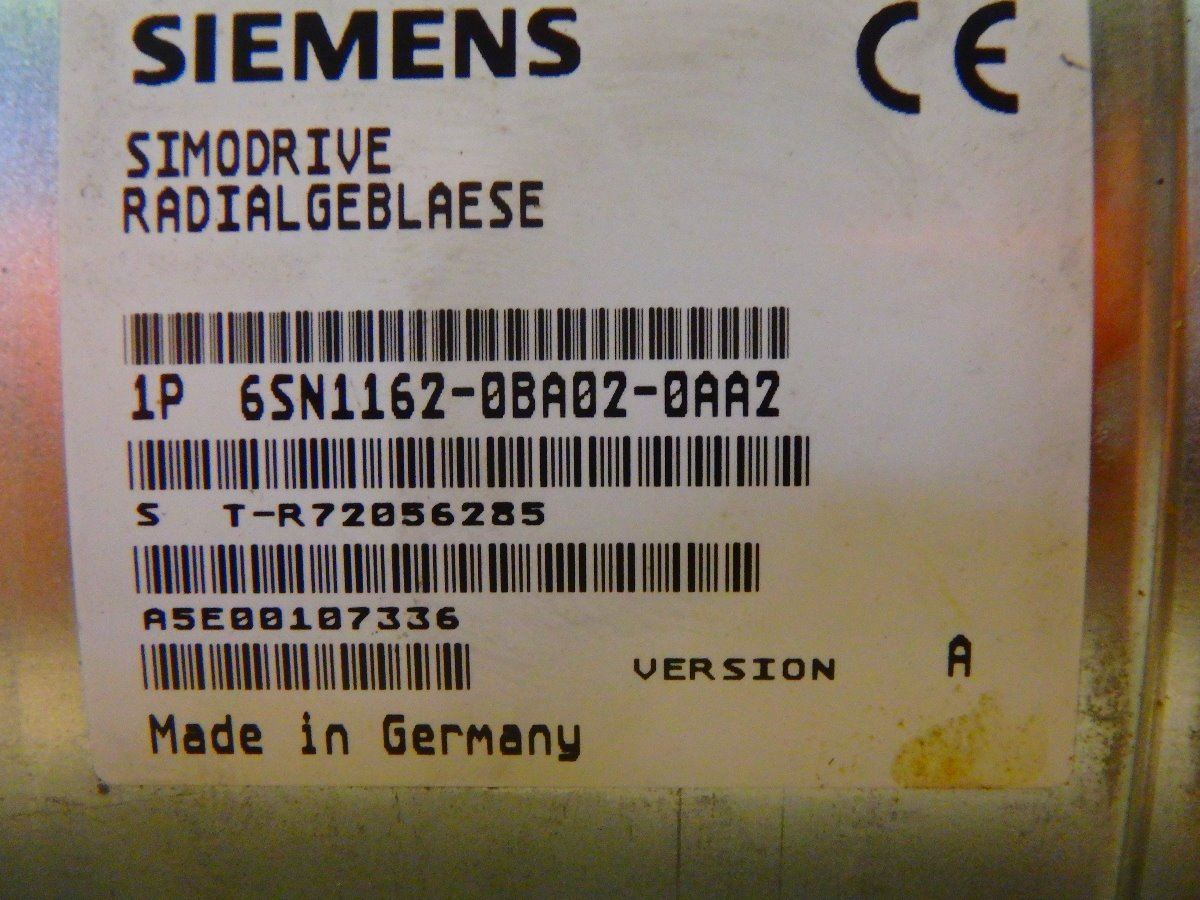 SIEMENS CE
SIMODRIVE
RADIALGEBLAESE
1P 6SN1162-0BA02-0AA2
S T-R72056285
A5E00107336
VERSION A
Made in Germany